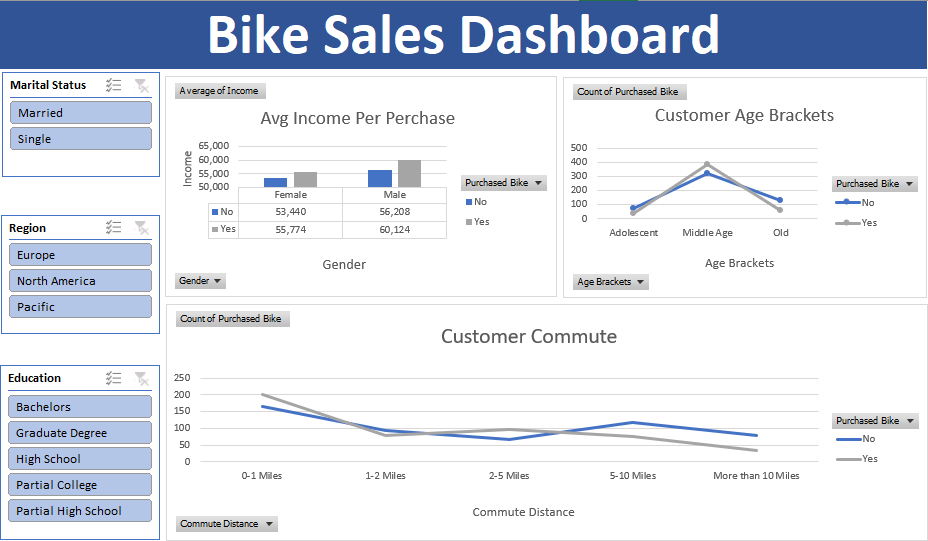 Bike Sales Dashboard
Marital Status
Married
Single
Region
Europe
North America
Pacific
Education
Bachelors
Graduate Degree
High School
Partial College
Partial High School
Average of Income
Avg Income Per Perchase
Income
65,000
60,000
55,000
50,000
Female Male
No 53,440 56,208
Yes 55,774 60,124
Gender
Purchased Bike
No
Yes
Gender
Count of Purchased Bike
Customer Age Brackets
500
400
300
200
100
0
Adolescent Middle Age Old
Age Brackets
Purchased Bike
No
Yes
Age Brackets
Count of Purchased Bike
Customer Commute
250
200
150
100
50
0
0-1 Miles 1-2 Miles 2-5 Miles 5-10 Miles More than 10 Miles
Commute Distance
Purchased Bike
No
Yes
Commute Distance